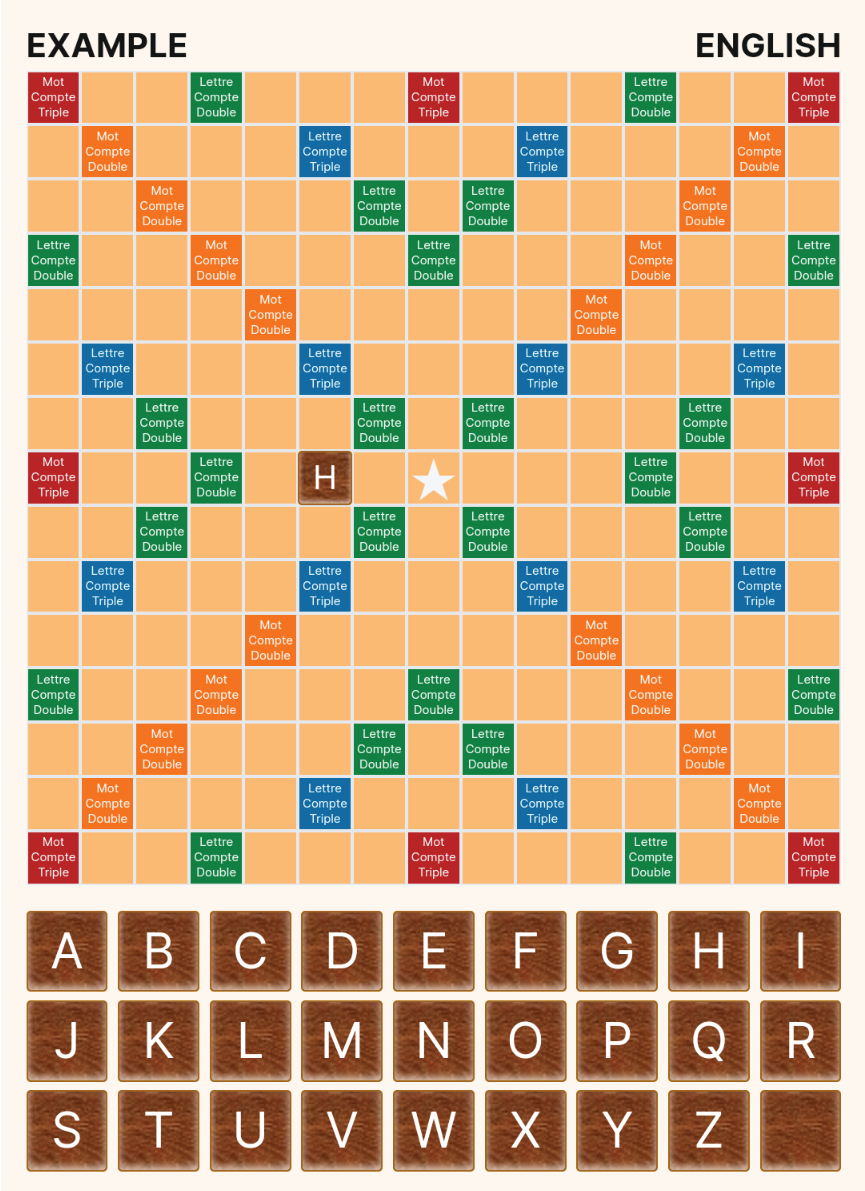 EXAMPLE ENGLISH
Mot Lettre Mot Lettre Mot
Compte Compte Compte Compte Compte
Triple Double Triple Double Triple
Mot Lettre Lettre Mot
Compte Compte Compte Compte
Double Triple Triple Double
Mot Lettre Lettre Mot
Compte Compte Compte Compte
Double Double Double Double
Lettre Mot Lettre Mot Lettre
Compte Compte Compte Compte Compte
Double Double Double Double Double
Mot Mot
Compte Compte
Double Double
Lettre Lettre Lettre Lettre
Compte Compte Compte Compte
Triple Triple Triple Triple
Lettre Lettre Lettre Lettre
Compte Compte Compte Compte
Double Double Double Double
Mot Lettre Lettre Mot
Compte Compte H Compte Compte
Triple Double Double Triple
Lettre Lettre Lettre Lettre
Compte Compte Compte Compte
Double Double Double Double
Lettre Lettre Lettre Lettre
Compte Compte Compte Compte
Triple Triple Triple Triple
Mot Mot
Compte Compte
Double Double
Lettre Mot Lettre Mot Lettre
Compte Compte Compte Compte Compte
Double Double Double Double Double
Mot Lettre Lettre Mot
Compte Compte Compte Compte
Double Double Double Double
Mot Lettre Lettre Mot
Compte Compte Compte Compte
Double Triple Triple Double
Mot Lettre Mot Lettre Mot
Compte Compte Compte Compte Compte
Triple Double Triple Double Triple
A B C D E F G H I
J K L M N O P Q R
S T U V W X Y Z